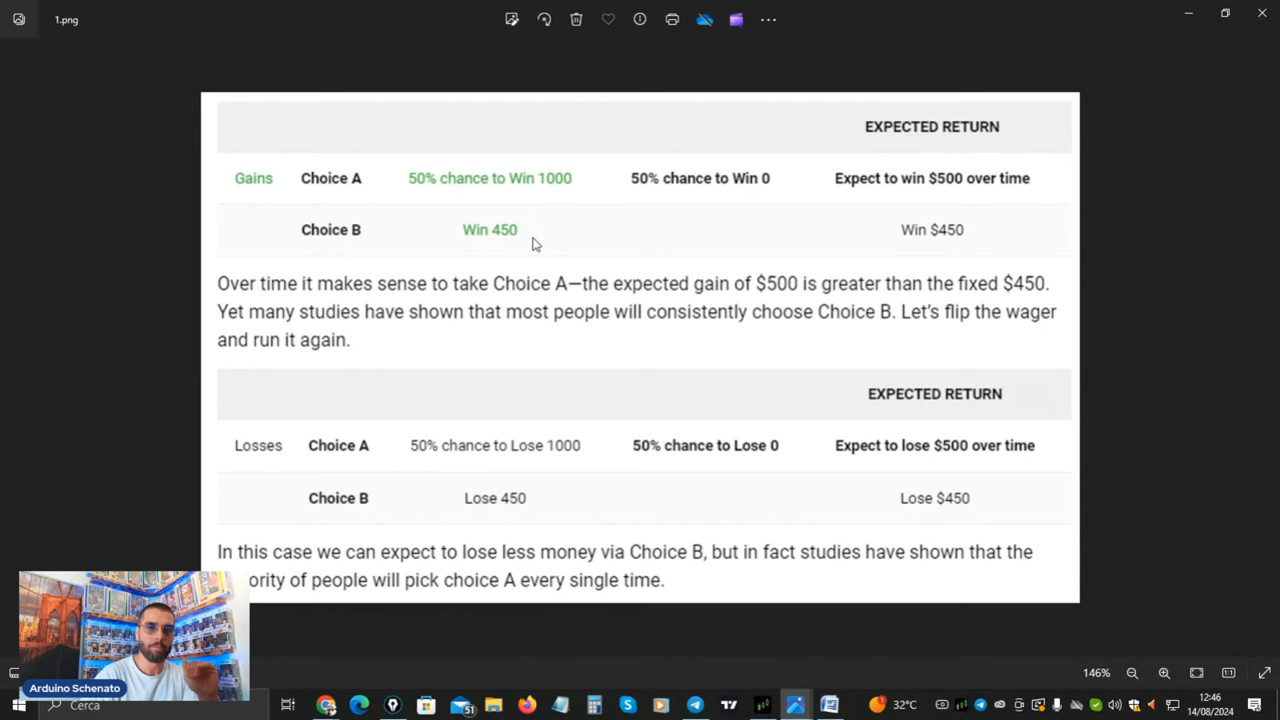 1.png
EXPECTED RETURN
Gains Choice A 50% chance to Win 1000 50% chance to Win 0 Expect to win $500 over time
Choice B Win 450 Win $450
Over time it makes sense to take Choice A—the expected gain of $500 is greater than the fixed $450.
Yet many studies have shown that most people will consistently choose Choice B. Let's flip the wager
and run it again.
EXPECTED RETURN
Losses Choice A 50% chance to Lose 1000 50% chance to Lose 0 Expect to lose $500 over time
Choice B Lose 450 Lose $450
In this case we can expect to lose less money via Choice B, but in fact studies have shown that the
ority of people will pick choice A every single time.
146%
1:1
Arduino Schenato
Cerca
51
32°C
12:46
14/08/2024